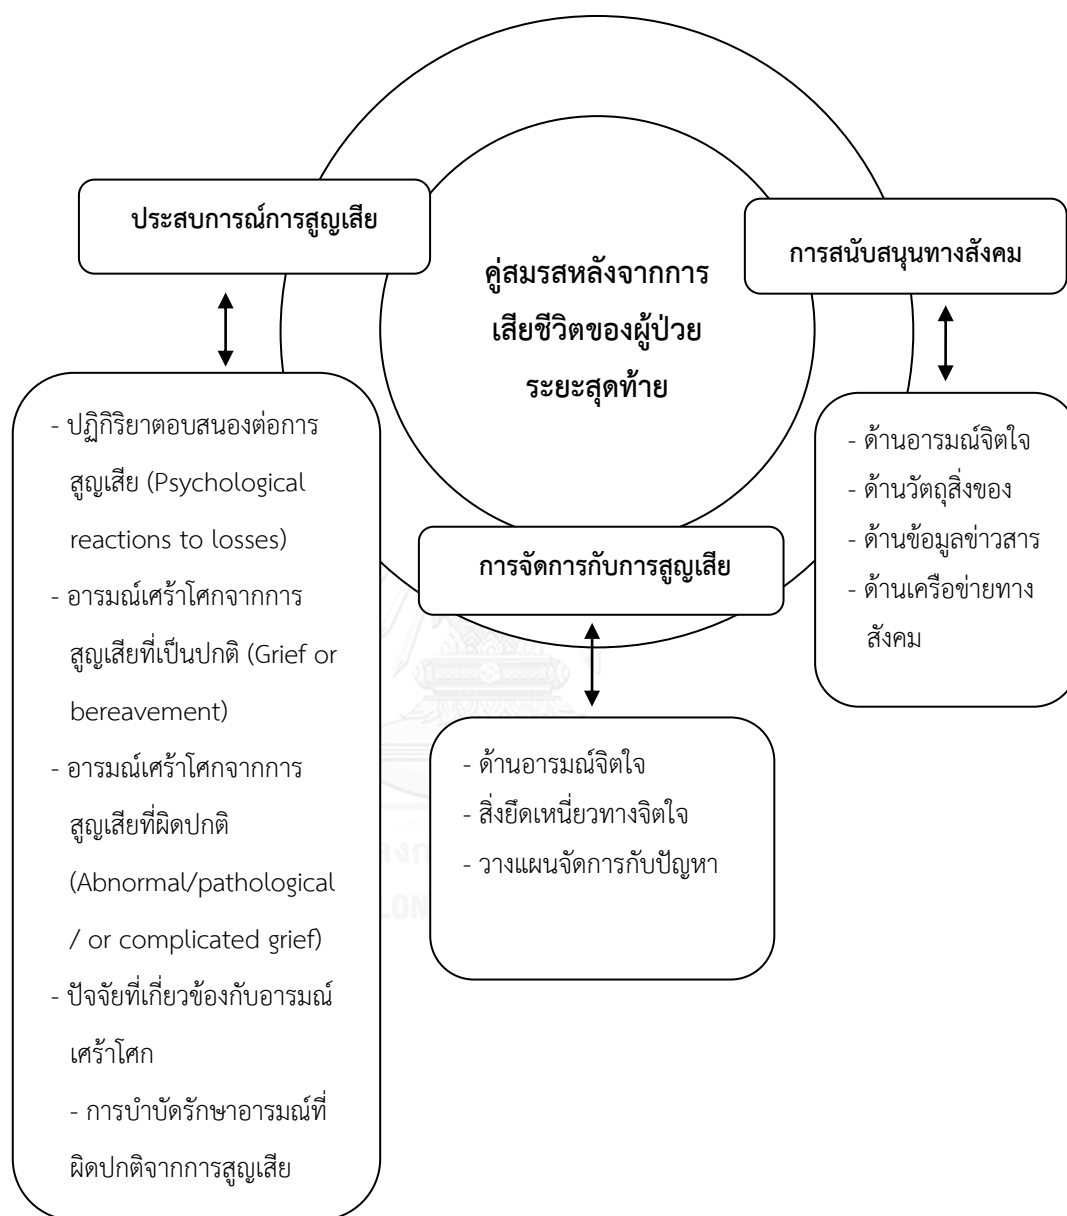 ประสบการณ์การสูญเสีย
การสนับสนุนทางสังคม
คู่สมรสหลังจากการ
เสียชีวิตของผู้ป่วย
ระยะสุดท้าย
- ปฏิกิริยาตอบสนองต่อการ
สูญเสีย (Psychological
reactions to losses)
- อารมณ์เศร้าโศกจากการ
สูญเสียที่เป็นปกติ (Grief or
bereavement)
- อารมณ์เศร้าโศกจากการ
สูญเสียที่ผิดปกติ
(Abnormal/pathological
/ or complicated grief)
- ปัจจัยที่เกี่ยวข้องกับอารมณ์
เศร้าโศก
- การบำบัดรักษาอารมณ์ที่
ผิดปกติจากการสูญเสีย
การจัดการกับการสูญเสีย
- ด้านอารมณ์จิตใจ
- สิ่งยึดเหนี่ยวทางจิตใจ
- วางแผนจัดการกับปัญหา
- ด้านอารมณ์จิตใจ
- ด้านวัตถุสิ่งของ
- ด้านข้อมูลข่าวสาร
- ด้านเครือข่ายทาง
สังคม